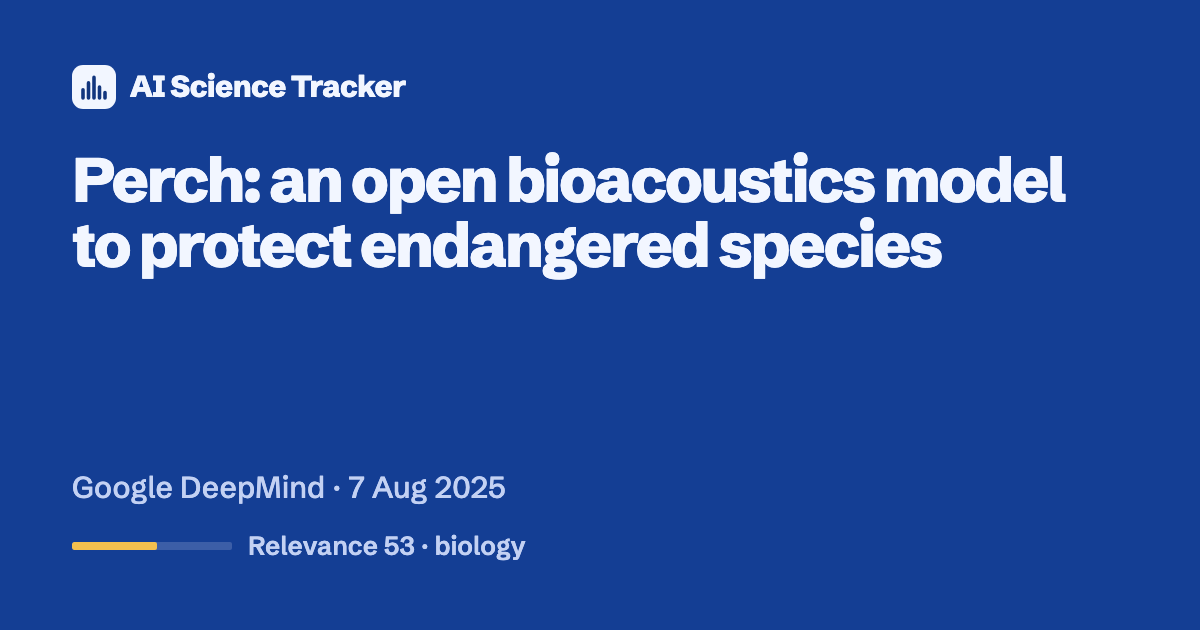 AI Science Tracker
Perch: an open bioacoustics model
to protect endangered species
Google DeepMind · 7 Aug 2025
Relevance 53 · biology